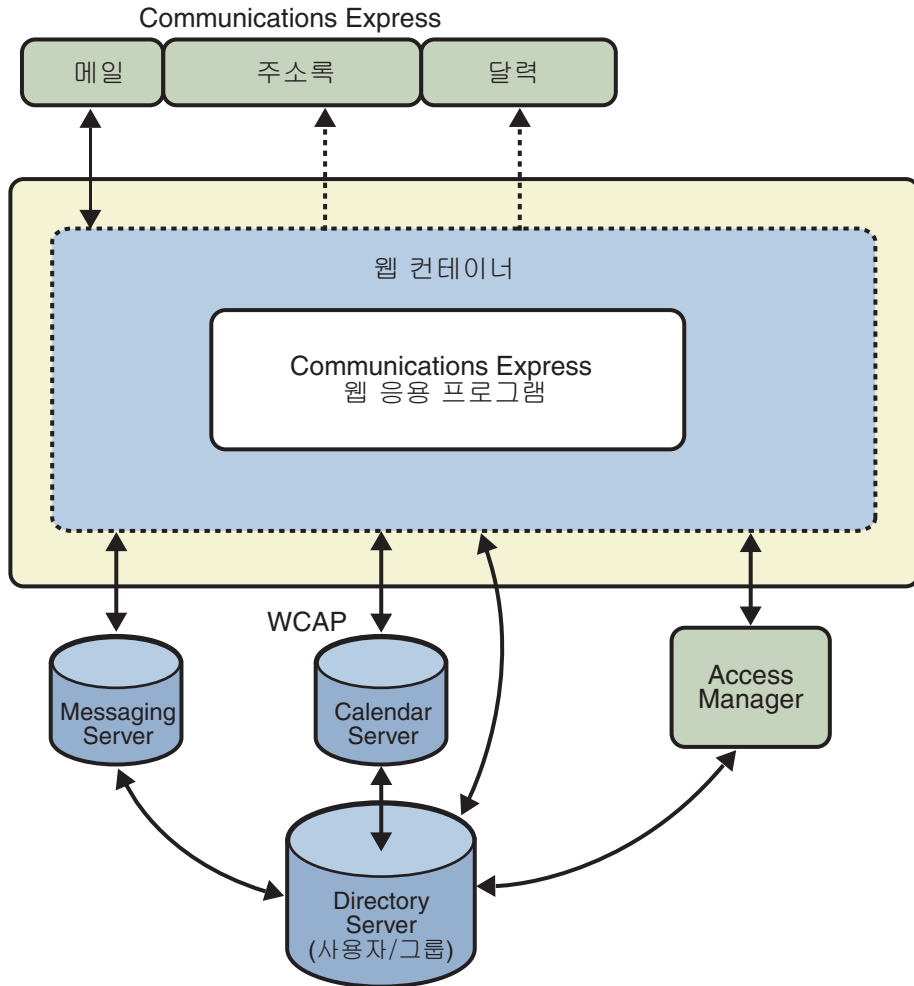 Communications Express
메일 주소록 달력
웹 컨테이너
Communications Express
웹 응용 프로그램
WCAP
Messaging
Server
Calendar
Server
Access
Manager
Directory
Server
(사용자/그룹)